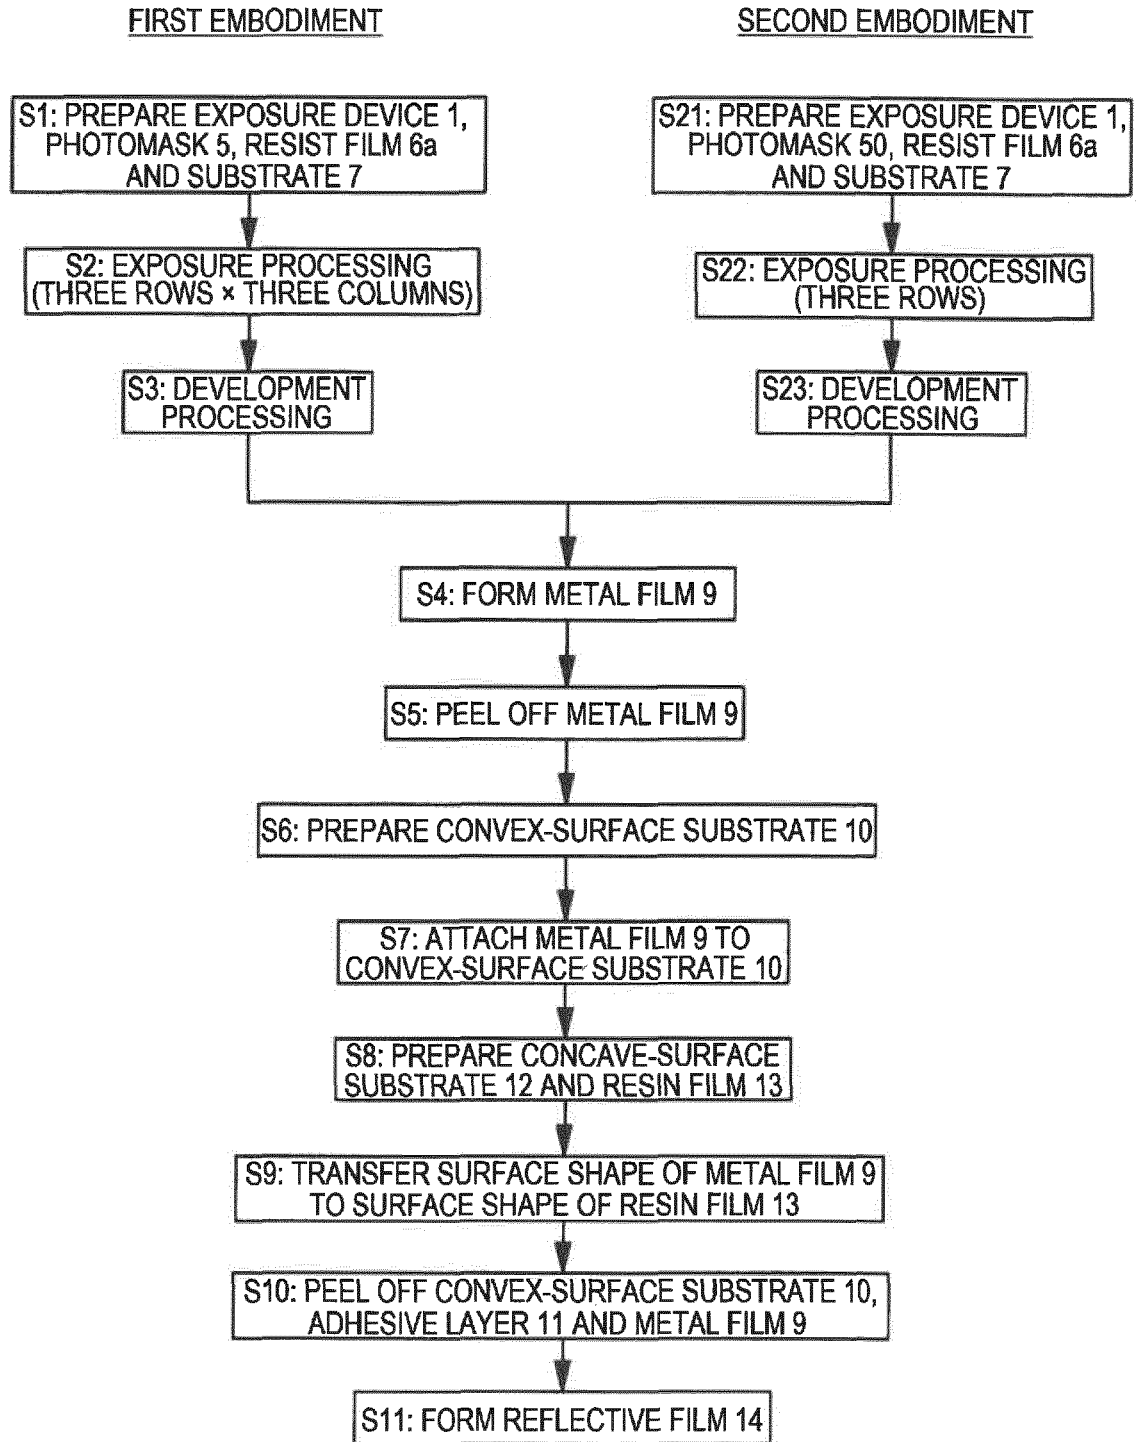 FIRST EMBODIMENT
SECOND EMBODIMENT
S1: PREPARE EXPOSURE DEVICE 1,
PHOTOMASK 5, RESIST FILM 6a
AND SUBSTRATE 7
S21: PREPARE EXPOSURE DEVICE 1,
PHOTOMASK 50, RESIST FILM 6a
AND SUBSTRATE 7
S2: EXPOSURE PROCESSING
(THREE ROWS × THREE COLUMNS)
S22: EXPOSURE PROCESSING
(THREE ROWS)
S3: DEVELOPMENT
PROCESSING
S23: DEVELOPMENT
PROCESSING
S4: FORM METAL FILM 9
S5: PEEL OFF METAL FILM 9
S6: PREPARE CONVEX-SURFACE SUBSTRATE 10
S7: ATTACH METAL FILM 9 TO
CONVEX-SURFACE SUBSTRATE 10
S8: PREPARE CONCAVE-SURFACE
SUBSTRATE 12 AND RESIN FILM 13
S9: TRANSFER SURFACE SHAPE OF METAL FILM 9
TO SURFACE SHAPE OF RESIN FILM 13
S10: PEEL OFF CONVEX-SURFACE SUBSTRATE 10,
ADHESIVE LAYER 11 AND METAL FILM 9
S11: FORM REFLECTIVE FILM 14